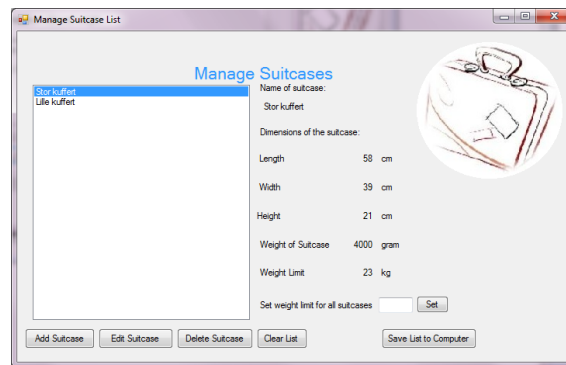 Manage Suitcase List
Manage Suitcases
Stor kuffert
Lille kuffert
Name of suitcase:
Stor kuffert
Dimensions of the suitcase:
Length 58 cm
Width 39 cm
Height 21 cm
Weight of Suitcase 4000 gram
Weight Limit 23 kg
Set weight limit for all suitcases Set
Add Suitcase Edit Suitcase Delete Suitcase Clear List Save List to Computer